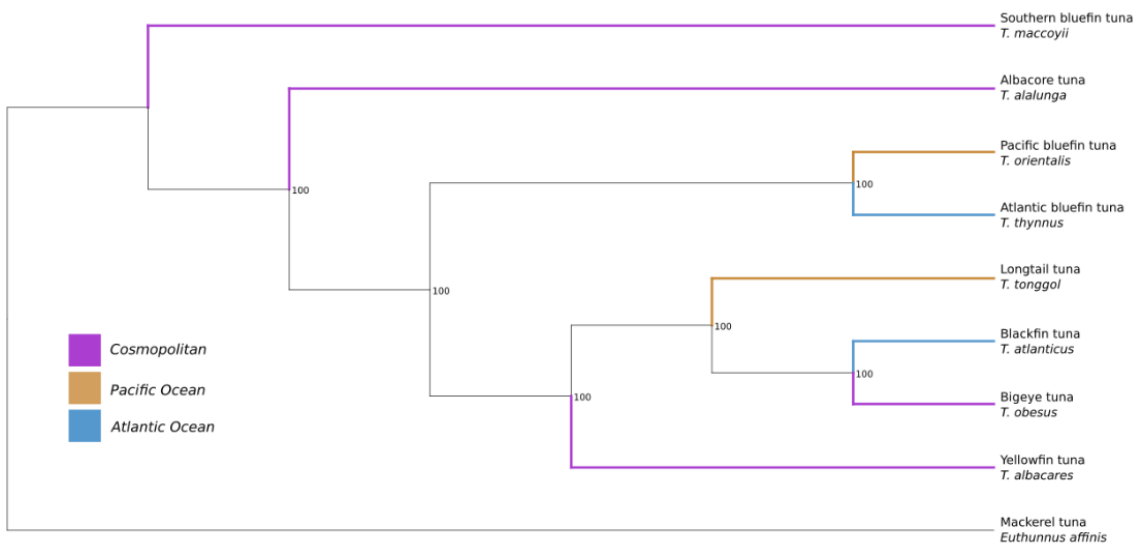 Southern bluefin tuna
T. maccoyii
Albacore tuna
T. alalunga
Pacific bluefin tuna
T. orientalis
100
100
Atlantic bluefin tuna
T. thynnus
Longtail tuna
T. tonggol
100
100
Blackfin tuna
T. atlanticus
Cosmopolitan
100
Pacific Ocean
100
Bigeye tuna
T. obesus
Atlantic Ocean
Yellowfin tuna
T. albacares
Mackerel tuna
Euthunnus affinis